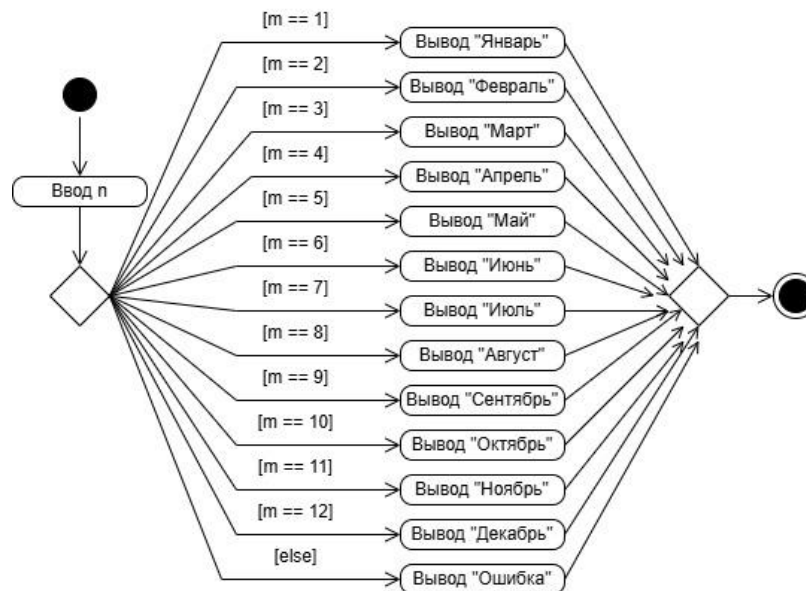 [m == 1]
Вывод "Январь"
[m == 2]
Вывод "Февраль"
[m == 3]
Вывод "Март"
[m == 4]
Вывод "Апрель"
Ввод n
[m == 5]
Вывод "Май"
[m == 6]
Вывод "Июнь"
[m == 7]
Вывод "Июль"
[m == 8]
Вывод "Август"
[m == 9]
Вывод "Сентябрь"
[m == 10]
Вывод "Октябрь"
[m == 11]
Вывод "Ноябрь"
[m == 12]
Вывод "Декабрь"
[else]
Вывод "Ошибка"